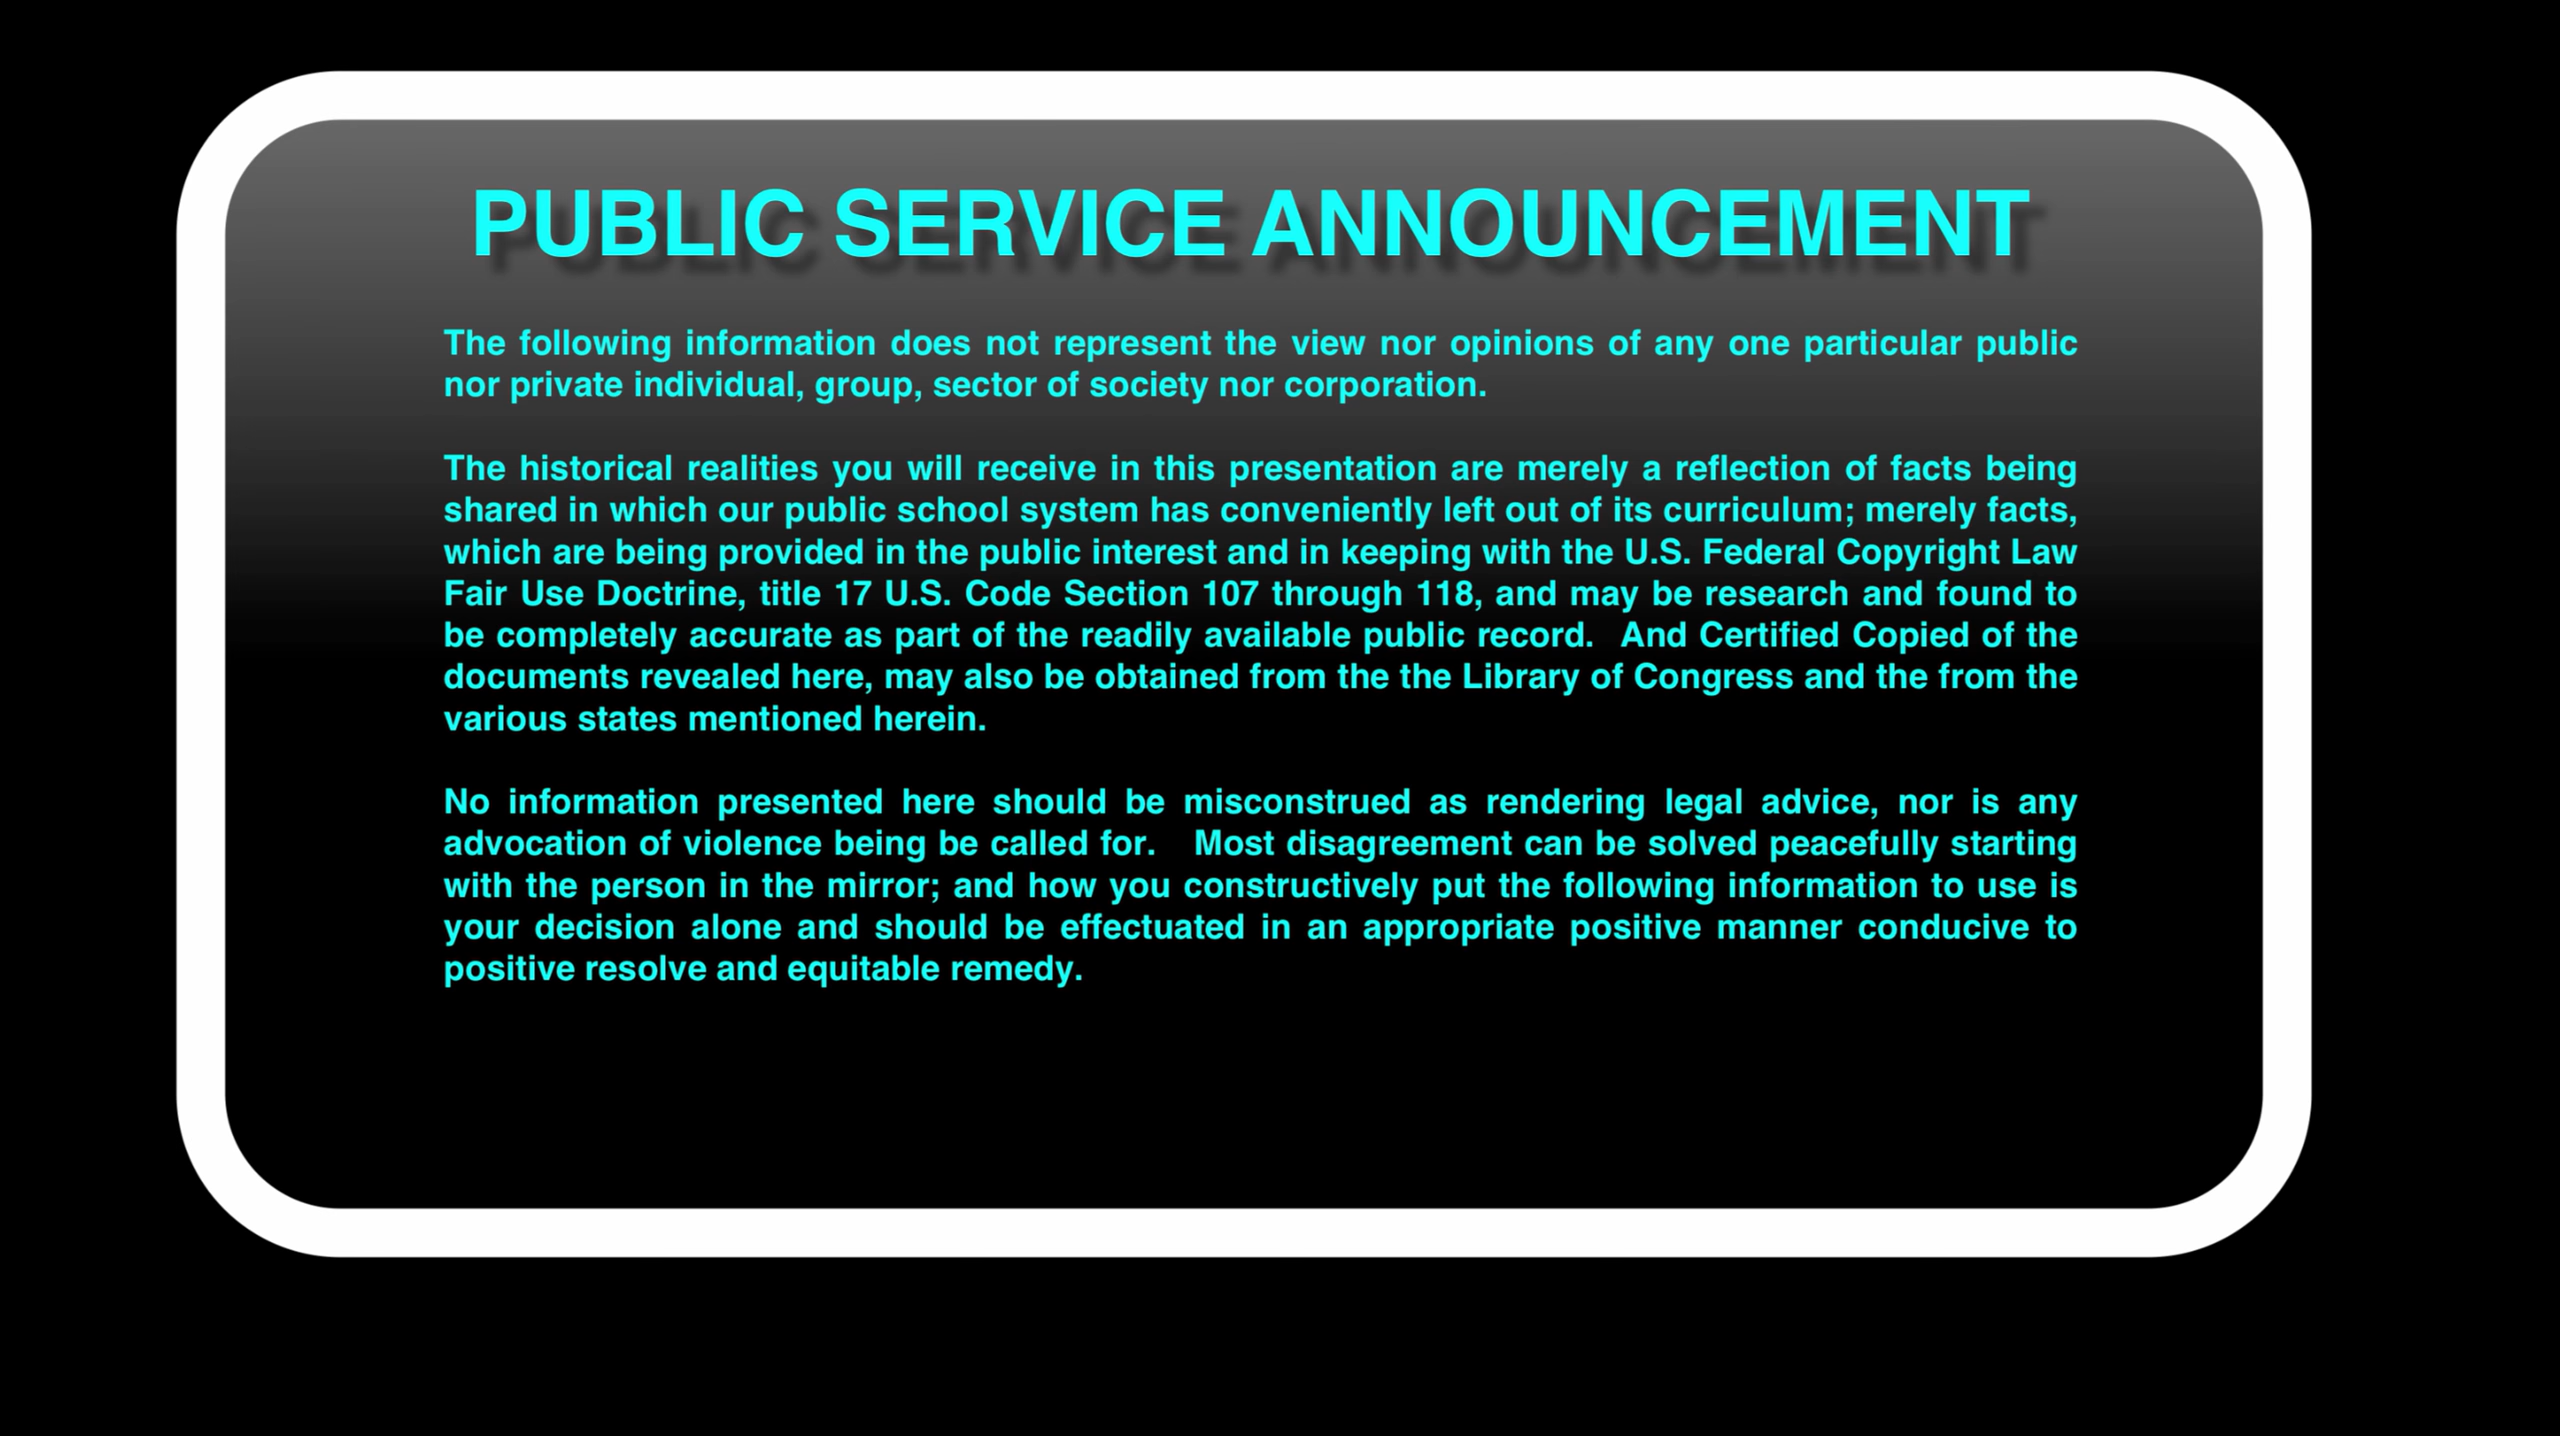 PUBLIC SERVICE ANNOUNCEMENT
The following information does not represent the view nor opinions of any one particular public
nor private individual, group, sector of society nor corporation.
The historical realities you will receive in this presentation are merely a reflection of facts being
shared in which our public school system has conveniently left out of its curriculum; merely facts,
which are being provided in the public interest and in keeping with the U.S. Federal Copyright Law
Fair Use Doctrine, title 17 U.S. Code Section 107 through 118, and may be research and found to
be completely accurate as part of the readily available public record.  And Certified Copied of the
documents revealed here, may also be obtained from the the Library of Congress and the from the
various states mentioned herein.
No information presented here should be misconstrued as rendering legal advice, nor is any
advocation of violence being be called for.   Most disagreement can be solved peacefully starting
with the person in the mirror; and how you constructively put the following information to use is
your decision alone and should be effectuated in an appropriate positive manner conducive to
positive resolve and equitable remedy.